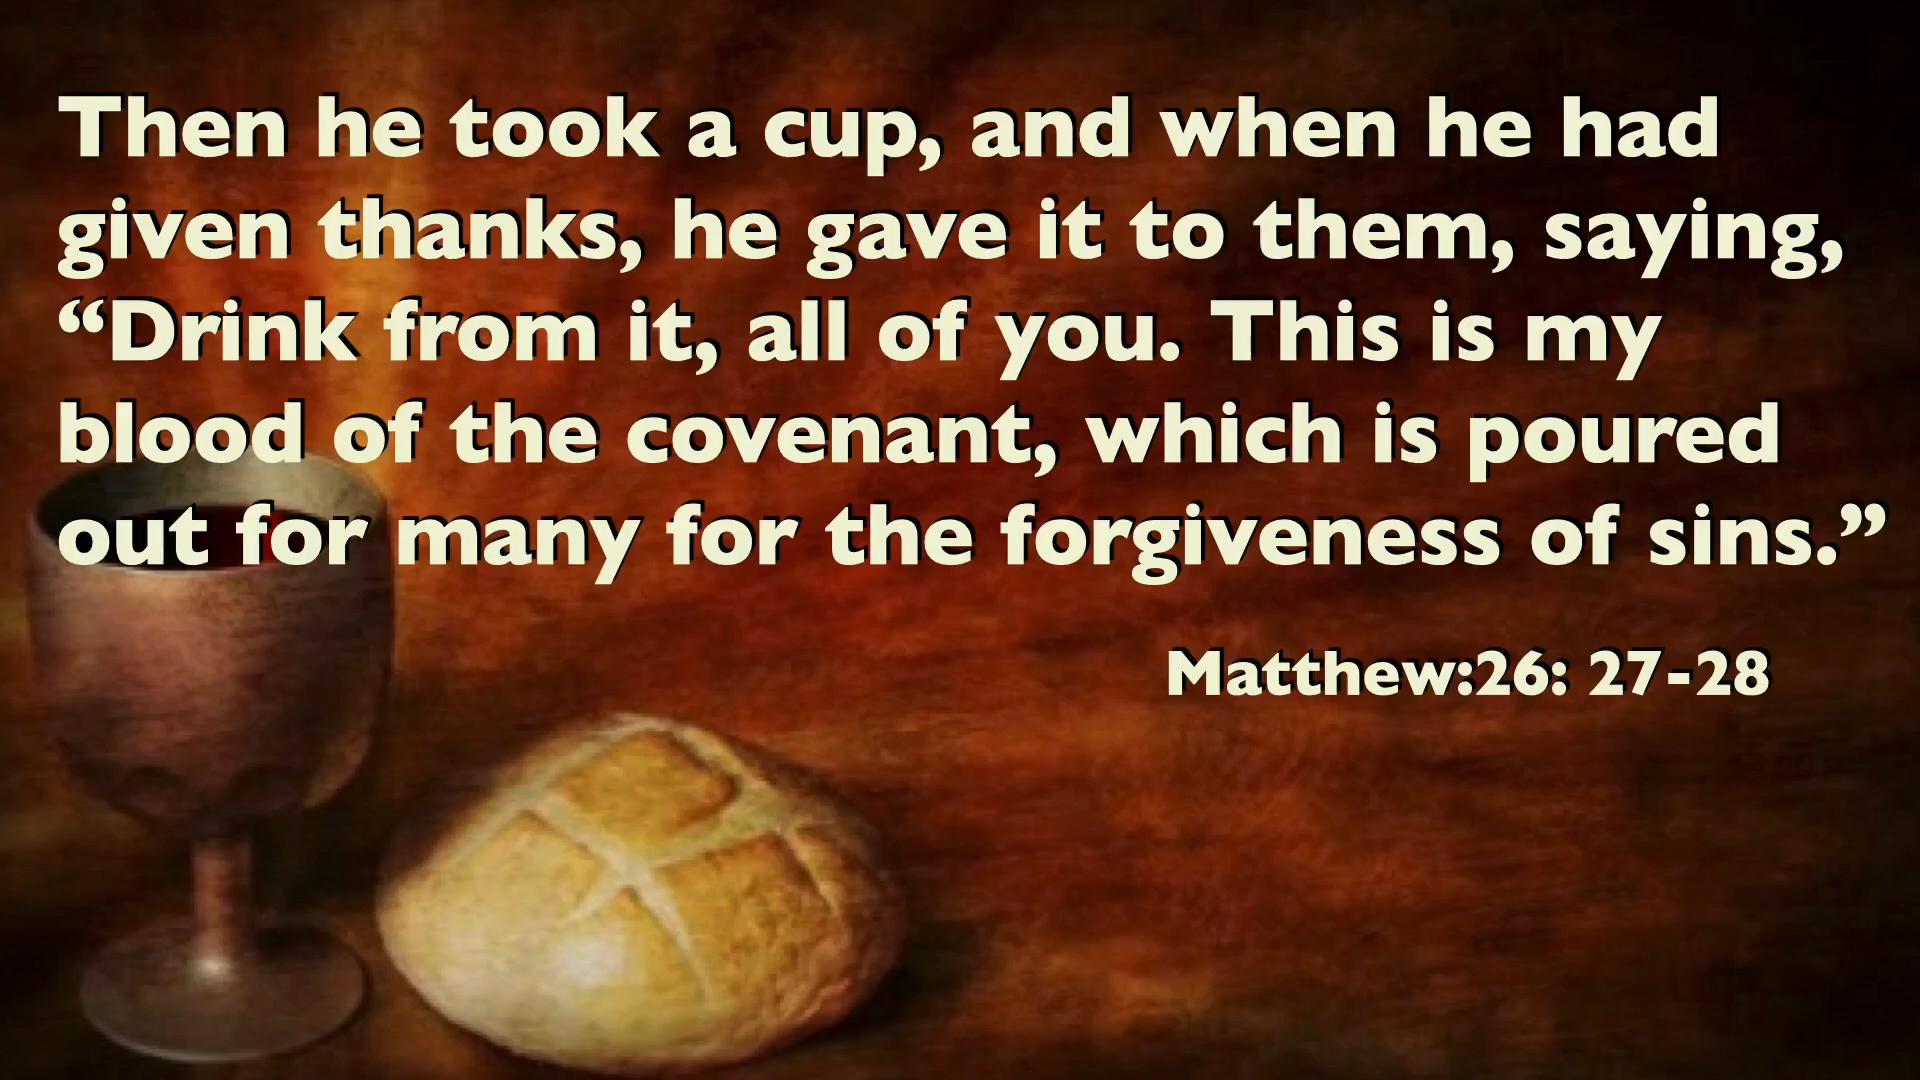 Then he took a cup, and when he had
given thanks, he gave it to them, saying,
“Drink from it, all of you. This is my
blood of the covenant, which is poured
out for many for the forgiveness of sins.”
Matthew:26: 27-28